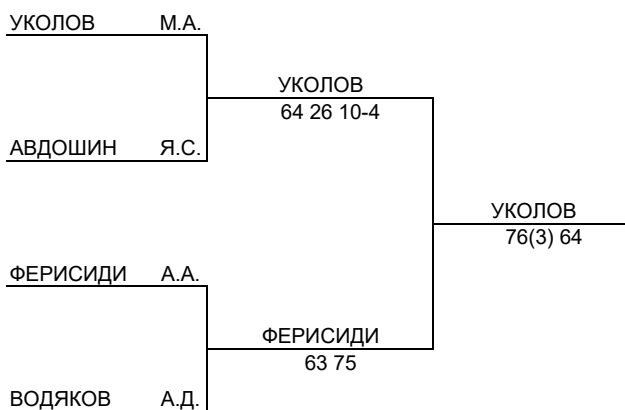 УКОЛОВ М.А.
УКОЛОВ
64 26 10-4
АВДОШИН Я.С.
УКОЛОВ
76(3) 64
ФЕРИСИДИ А.А.
ФЕРИСИДИ
63 75
ВОДЯКОВ А.Д.